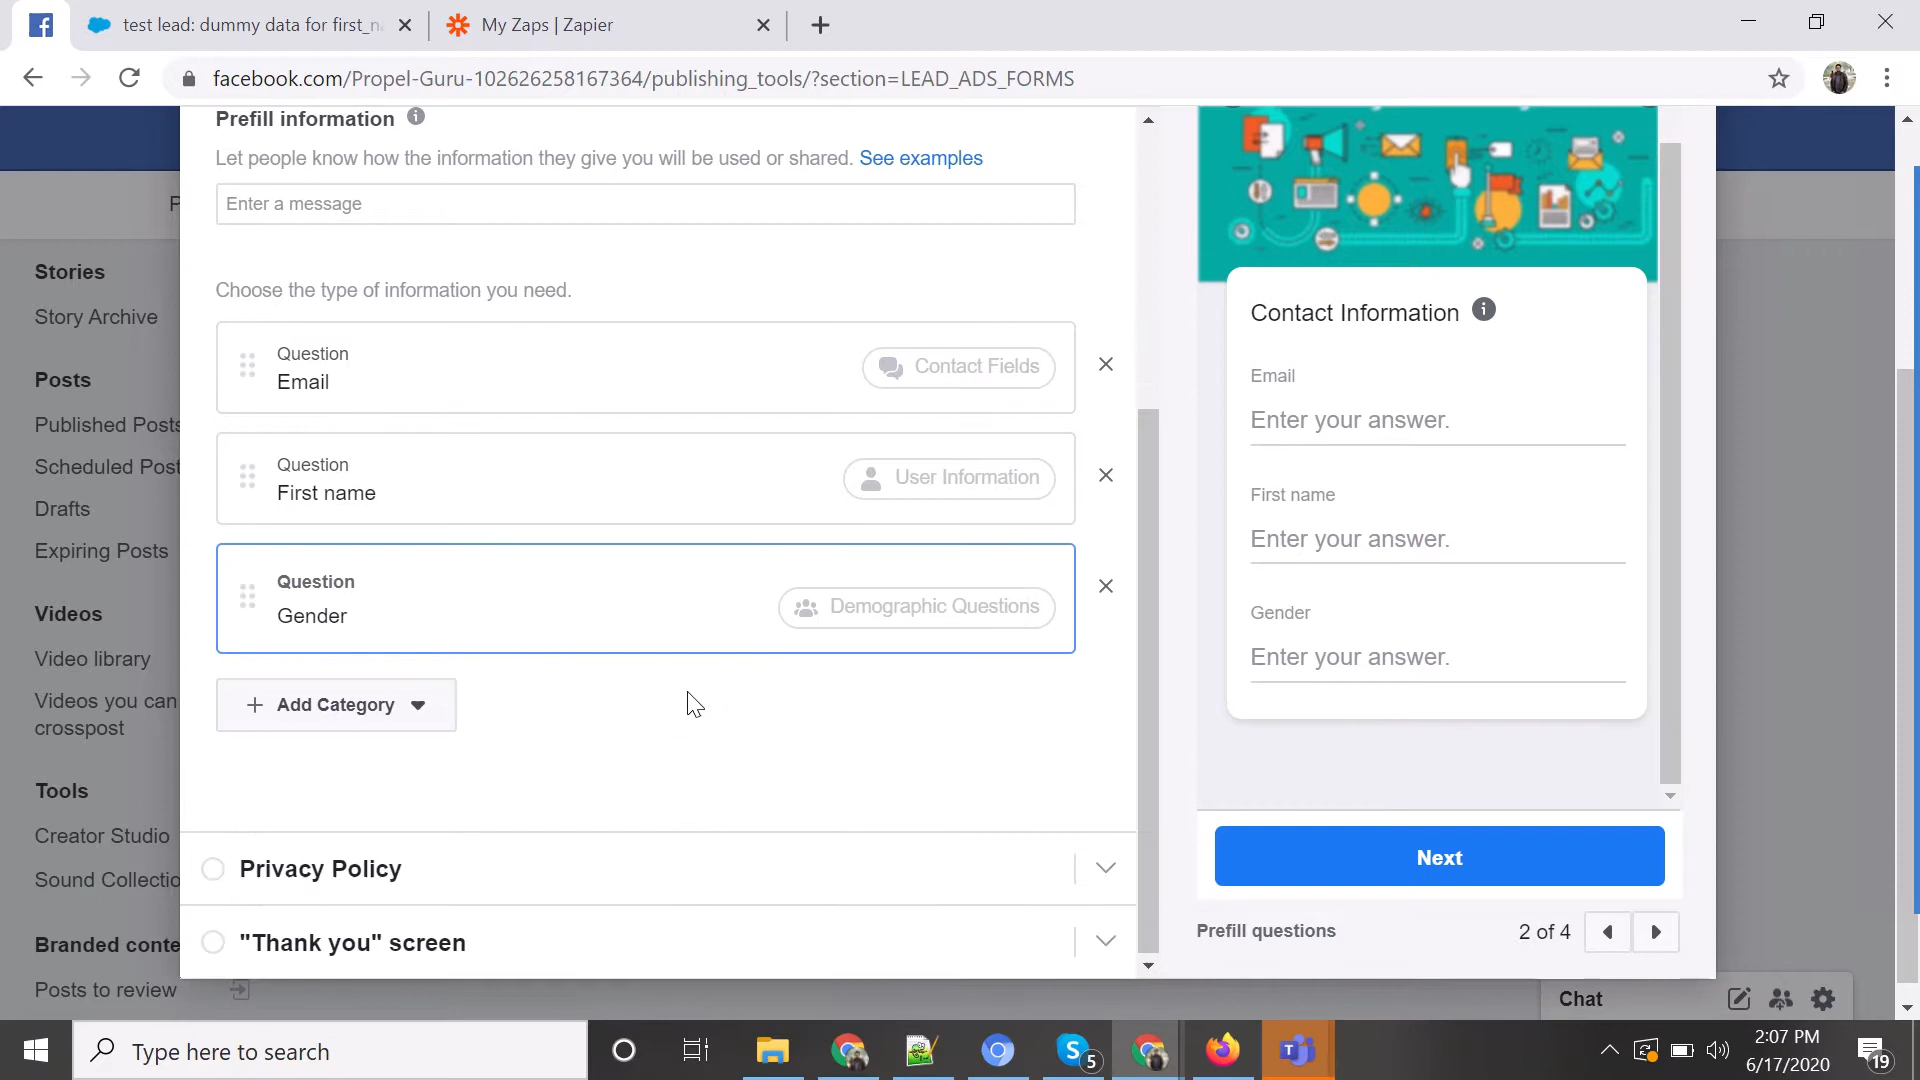 test lead: dummy data for first_n
My Zaps | Zapier
facebook.com/Propel-Guru-102626258167364/publishing_tools/?section=LEAD_ADS_FORMS
Prefill information
Let people know how the information they give you will be used or shared. See examples
Enter a message
Choose the type of information you need.
Question
Email
Contact Fields
Question
First name
User Information
Question
Gender
Demographic Questions
Add Category
Privacy Policy
"Thank you" screen
P
Stories
Story Archive
Posts
Published Posts
Scheduled Post
Drafts
Expiring Posts
Videos
Video library
Videos you can
crosspost
Tools
Creator Studio
Sound Collectio
Branded conte
Posts to review
Contact Information
Email
Enter your answer.
First name
Enter your answer.
Gender
Enter your answer.
Next
Prefill questions
2 of 4
Chat
Type here to search
5
2:07 PM
6/17/2020
19